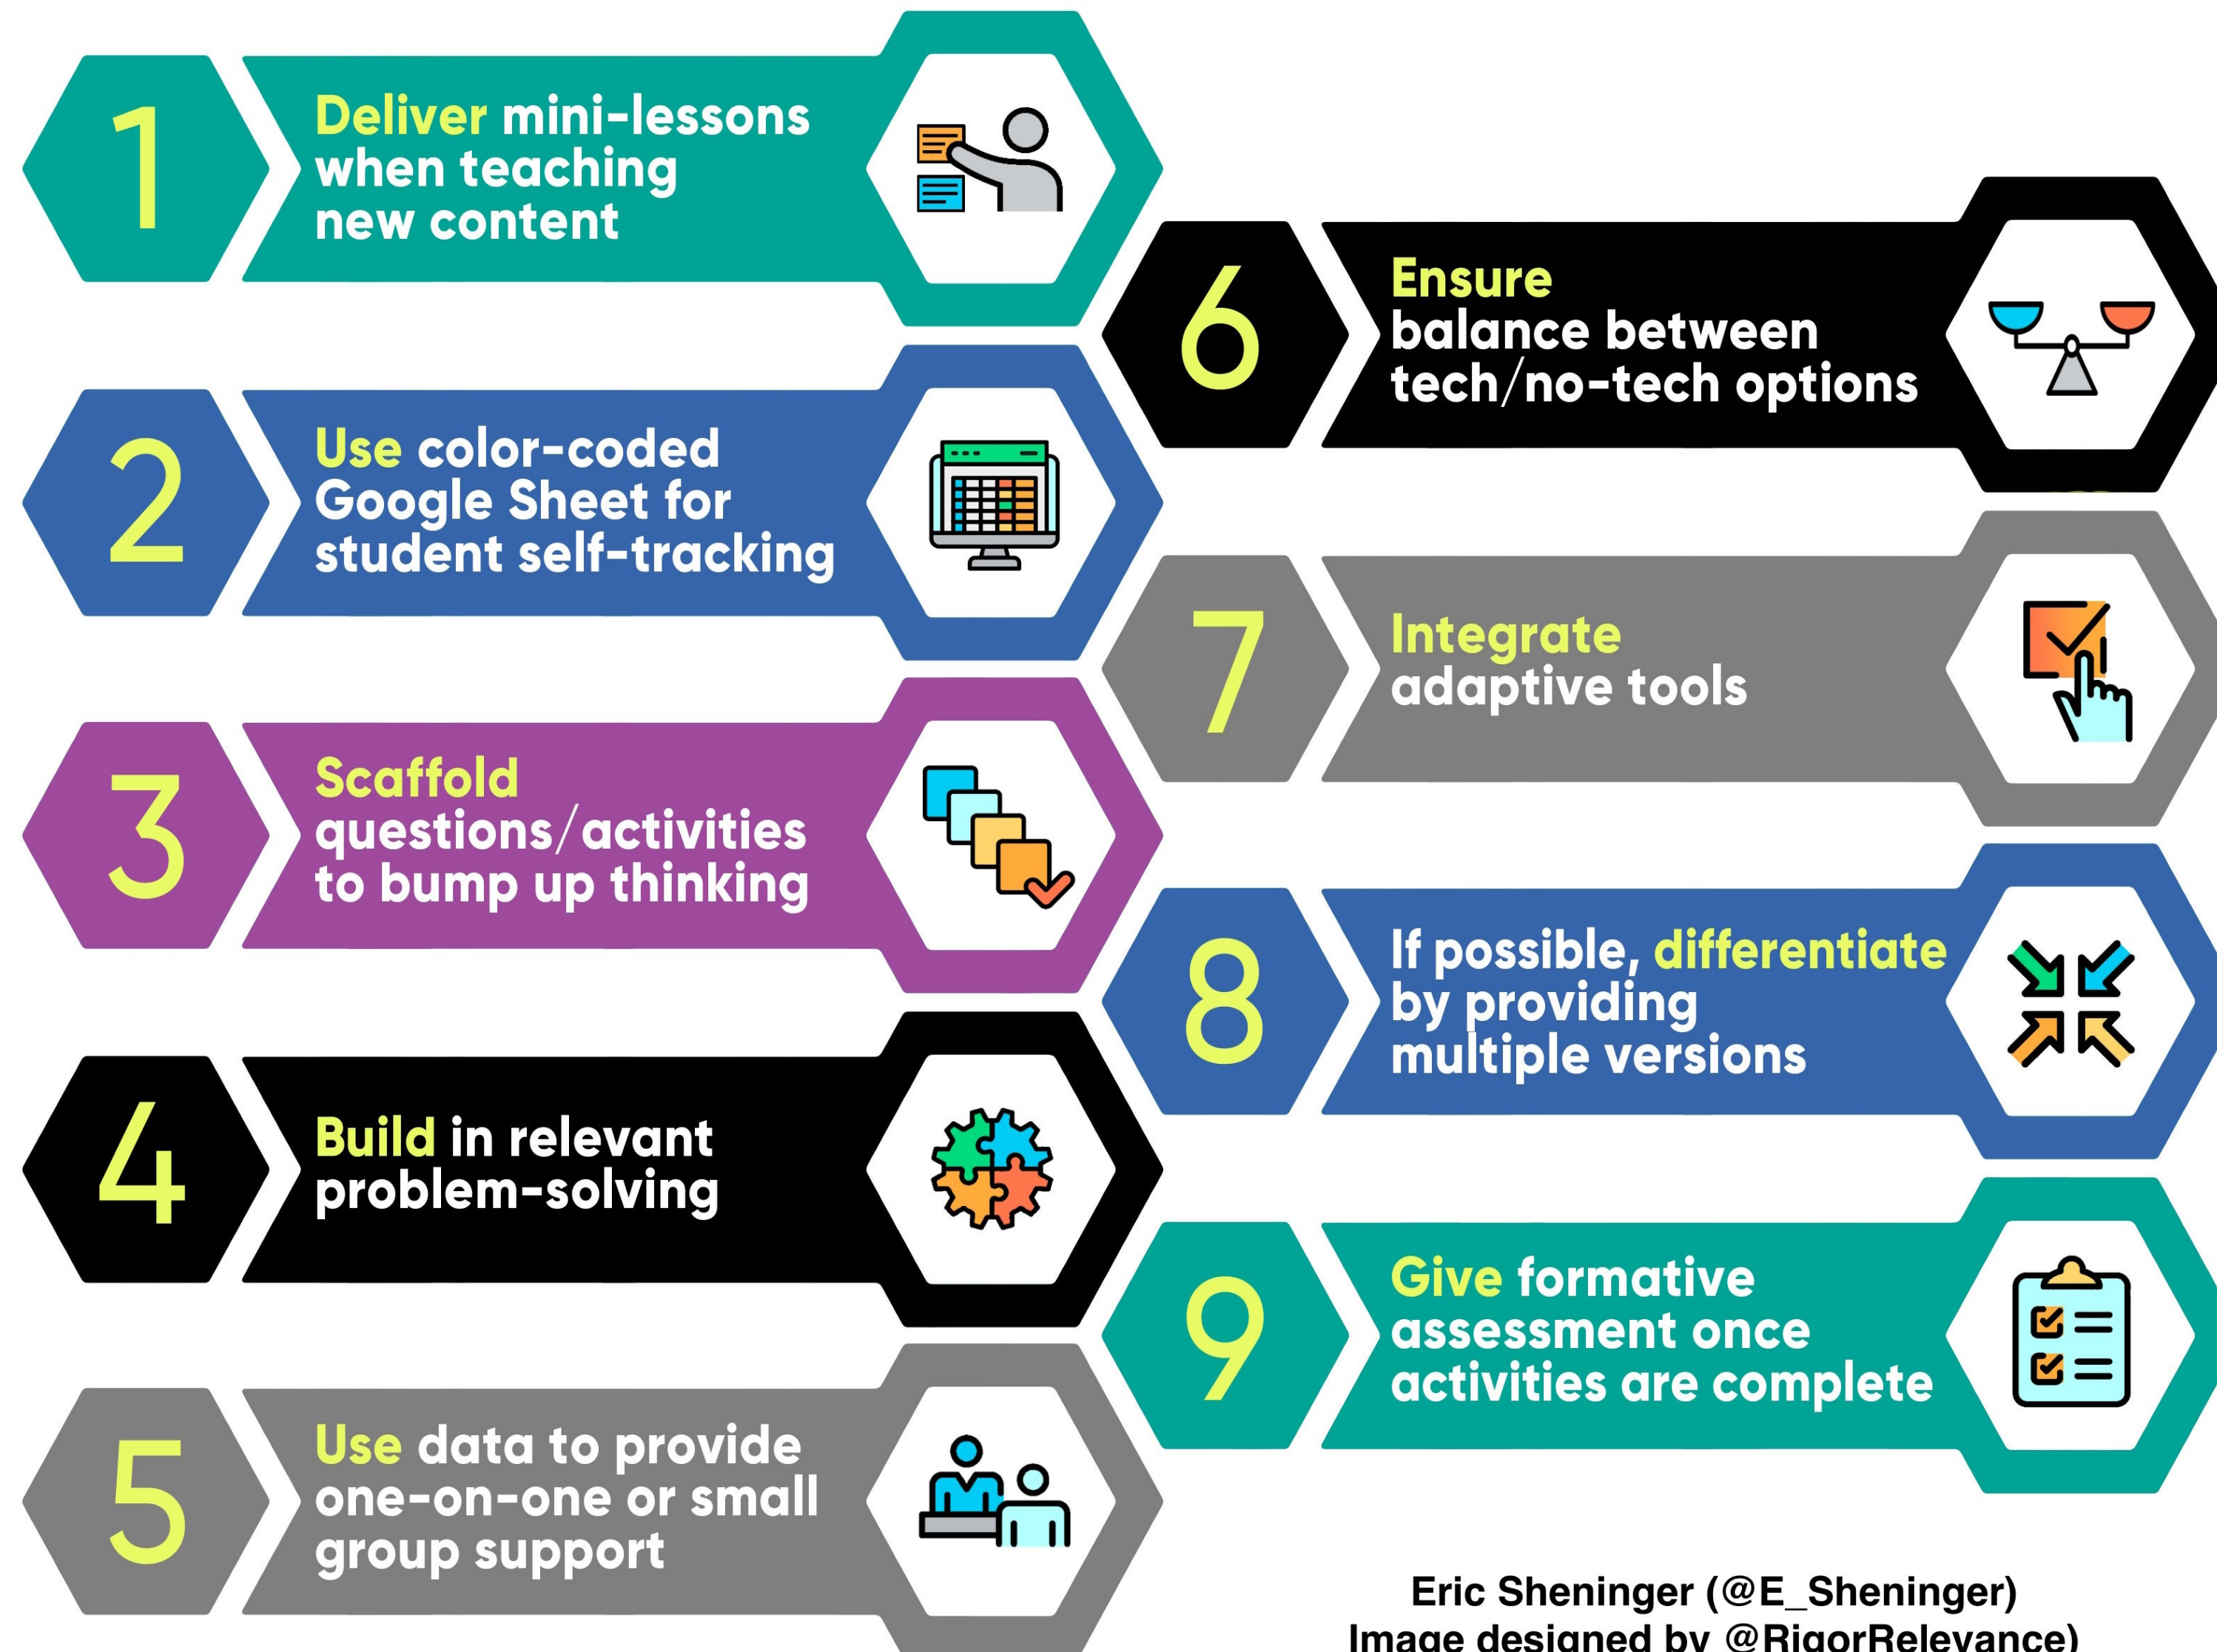 1
Deliver mini-lessons
when teaching
new content
2
Use color-coded
Google Sheet for
student self-tracking
3
Scaffold
questions/activities
to bump up thinking
4
Build in relevant
problem-solving
5
Use data to provide
one-on-one or small
group support
6
Ensure
balance between
tech/no-tech options
7
Integrate
adaptive tools
8
If possible, differentiate
by providing
multiple versions
9
Give formative
assessment once
activities are complete
Eric Sheninger (@E_Sheninger)
Image designed by @RigorRelevance)